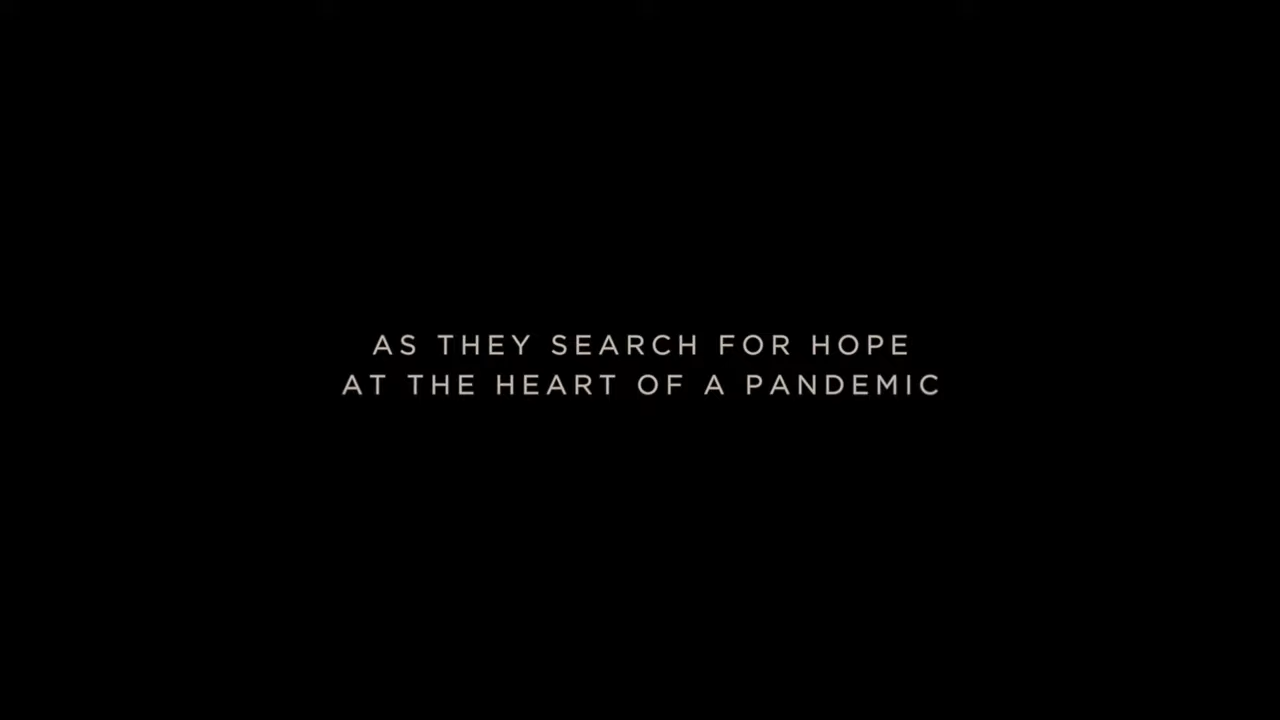 AS THEY SEARCH FOR HOPE
AT THE HEART OF A PANDEMIC